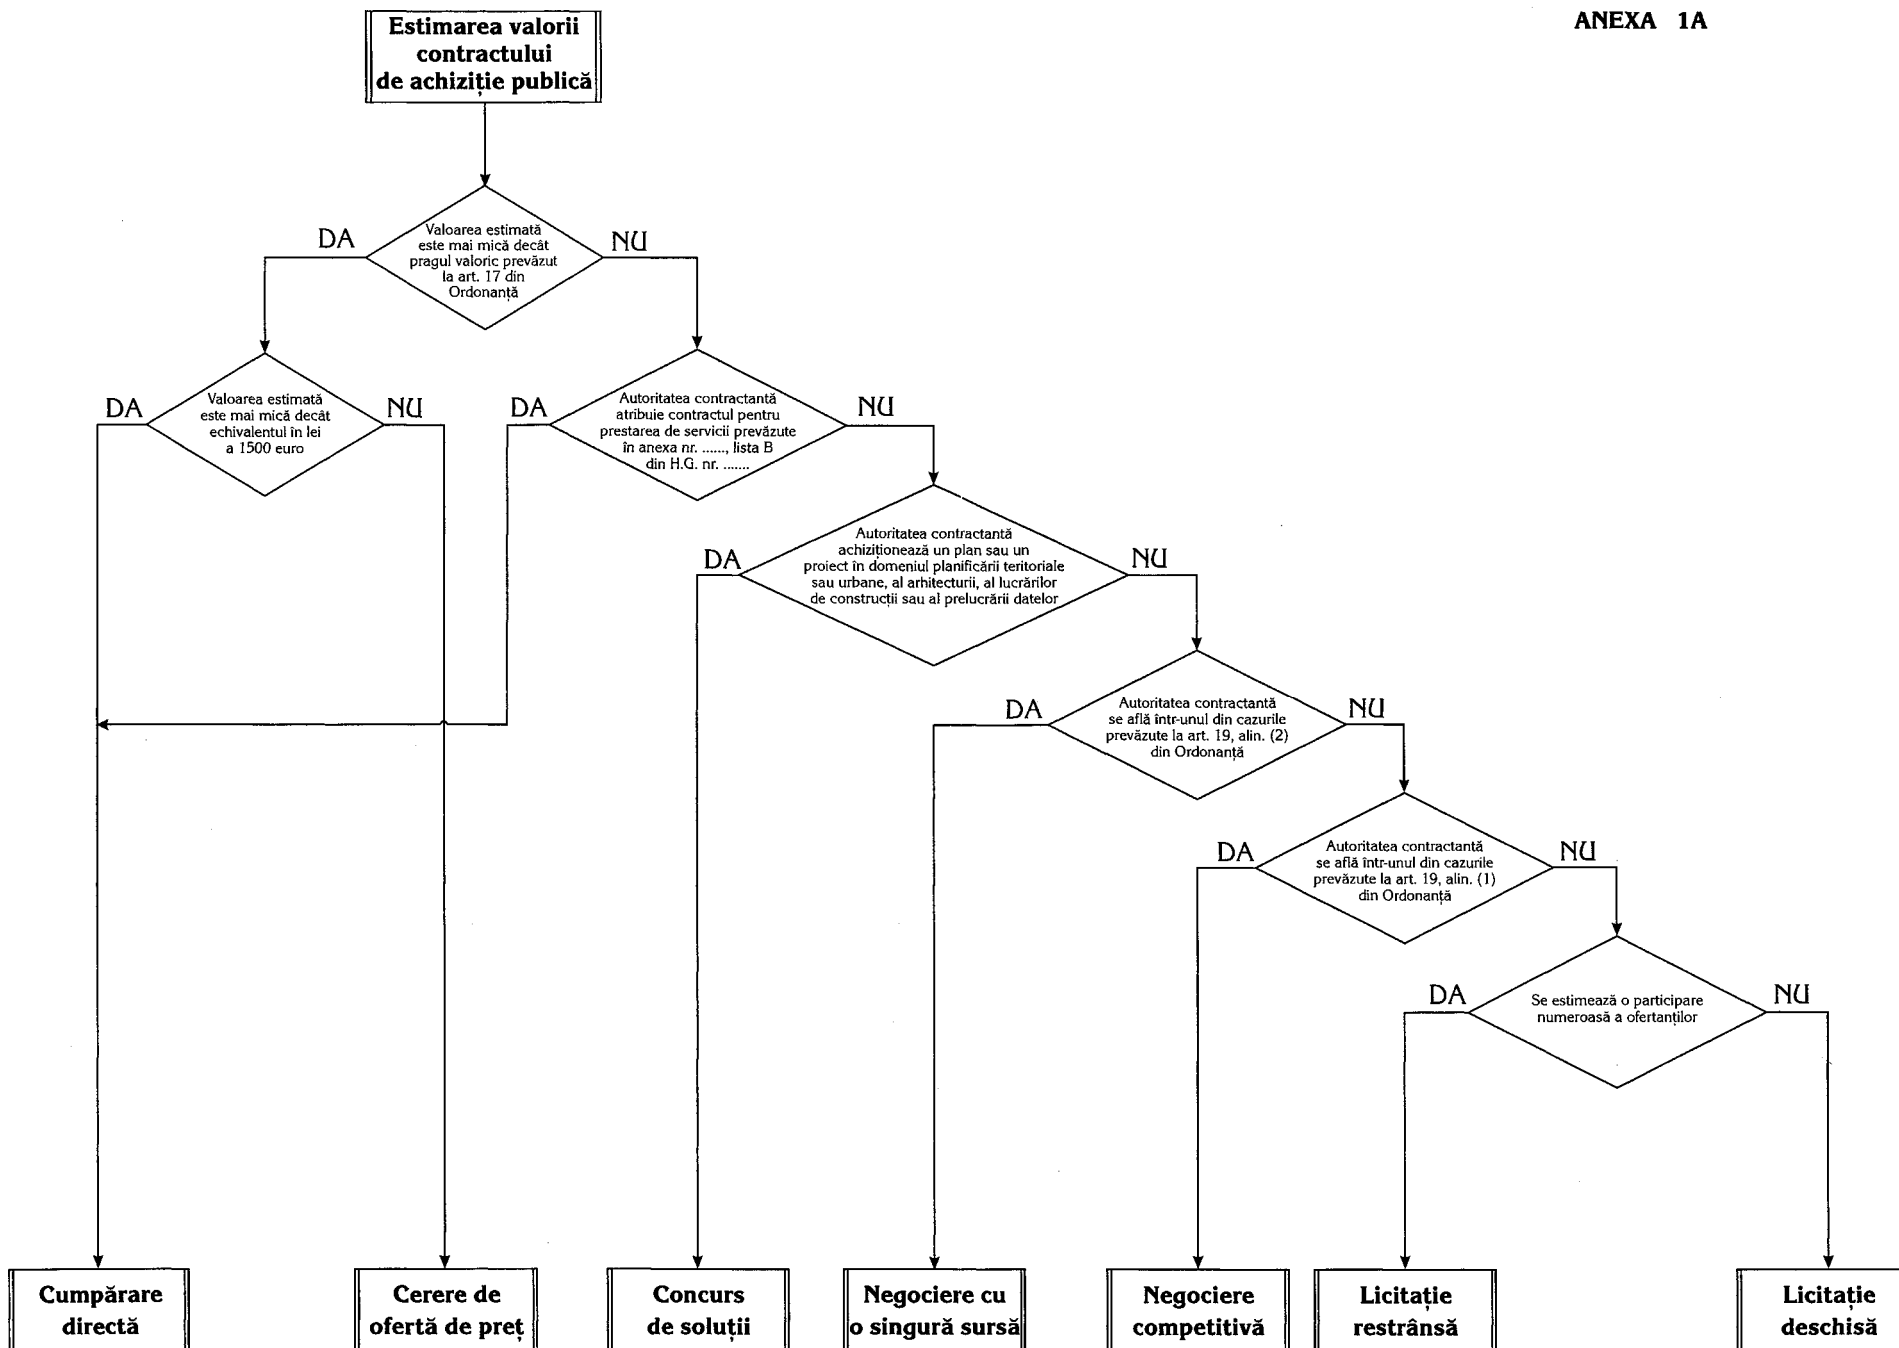 ANEXA 1A
Estimarea valorii
contractului
de achiziție publică
DA
Valoarea estimată
este mai mică decât
pragul valoric prevăzut
la art. 17 din
Ordonanță
NU
DA
Valoarea estimată
este mai mică decât
echivalentul în lei
a 1500 euro
NU
DA
Autoritatea contractantă
atribuie contractul pentru
prestarea de servicii prevăzute
în anexa nr. ......, lista B
din H.G. nr. .......
NU
DA
Autoritatea contractantă
achiziționează un plan sau un
proiect în domeniul planificării teritoriale
sau urbane, al arhitecturii, al lucrărilor
de construcții sau al prelucrării datelor
NU
DA
Autoritatea contractantă
se află într-unul din cazurile
prevăzute la art. 19, alin. (2)
din Ordonanță
NU
DA
Autoritatea contractantă
se află într-unul din cazurile
prevăzute la art. 19, alin. (1)
din Ordonanță
NU
DA
Se estimează o participare
numeroasă a ofertanților
NU
Cumpărare
directă
Cerere de
ofertă de preț
Concurs
de soluții
Negociere cu
o singură sursă
Negociere
competitivă
Licitație
restrânsă
Licitație
deschisă